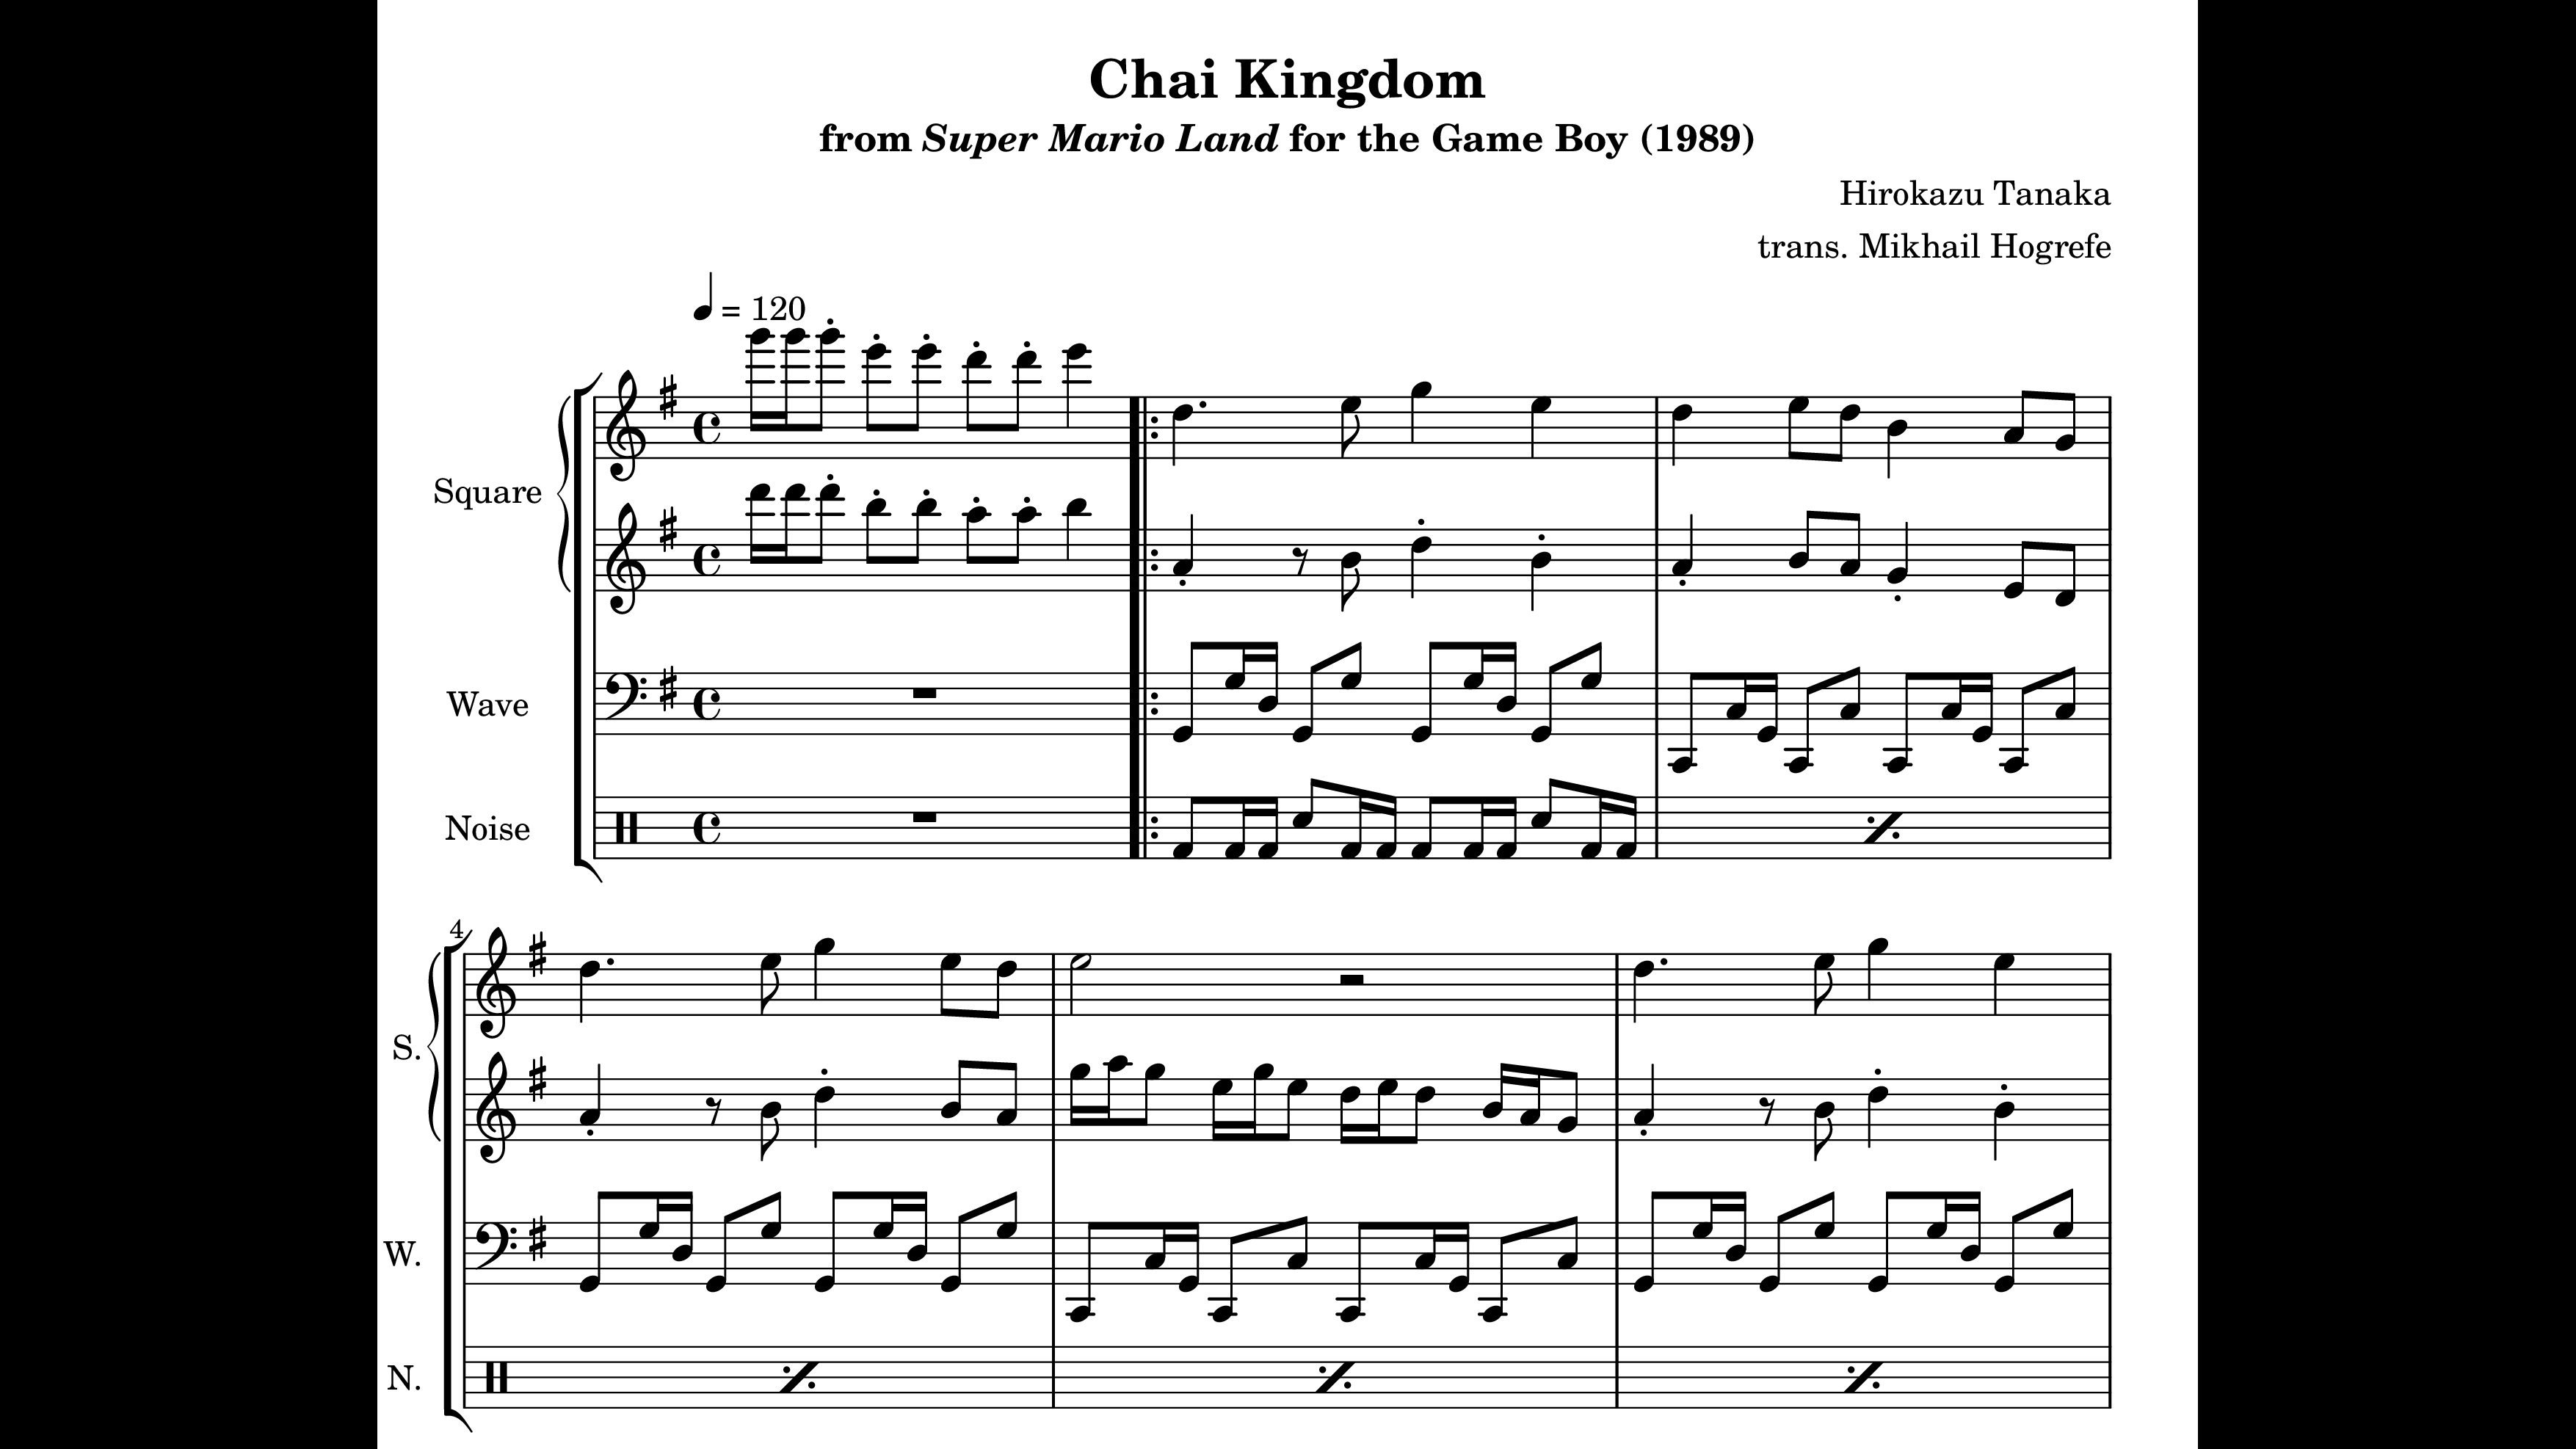 Chai Kingdom
from Super Mario Land for the Game Boy (1989)
Hirokazu Tanaka
trans. Mikhail Hogrefe
= 120
Square
Wave
Noise
4
S.
W.
N.